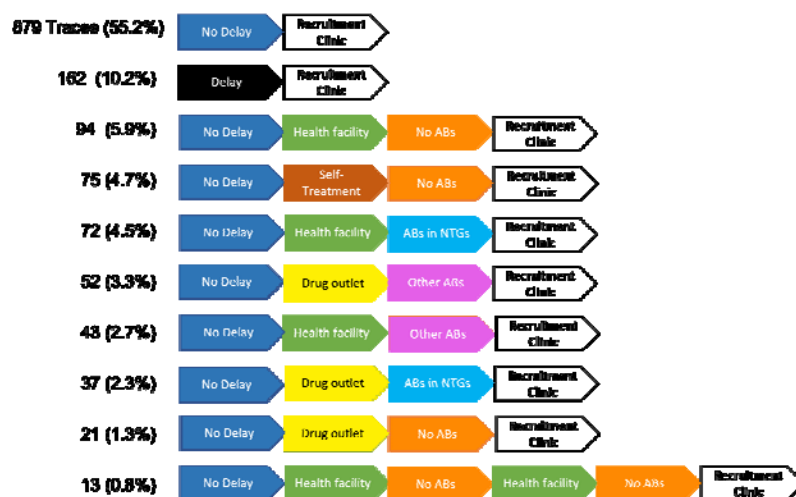 879 Traces (55.2%) No Delay Recruitment Clinic
162 (10.2%) Delay Recruitment Clinic
94 (5.9%) No Delay Health facility No ABs Recruitment Clinic
75 (4.7%) No Delay Self-Treatment No ABs Recruitment Clinic
72 (4.5%) No Delay Health facility ABs in NTGs Recruitment Clinic
52 (3.3%) No Delay Drug outlet Other ABs Recruitment Clinic
43 (2.7%) No Delay Health facility Other ABs Recruitment Clinic
37 (2.3%) No Delay Drug outlet ABs in NTGs Recruitment Clinic
21 (1.3%) No Delay Drug outlet No ABs Recruitment Clinic
13 (0.8%) No Delay Health facility No ABs Health facility No ABs Recruitment Clinic